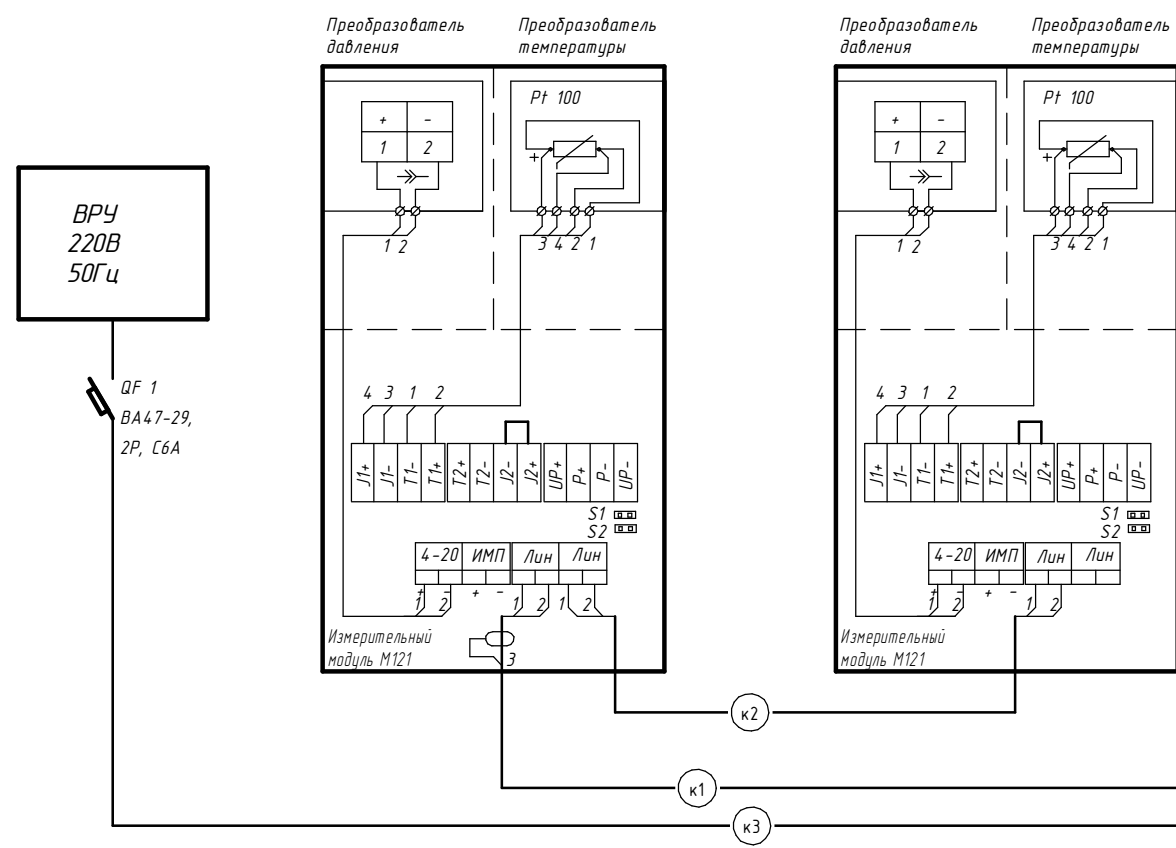 Преобразователь
давления
Преобразователь
температуры
Преобразователь
давления
Преобразователь
температуры
ВРУ
220В
50Гц
QF 1
ВА47-29,
2Р, С6А
+ -
1 2
Pt 100
+
1 2
3 4 2 1
4 3 1 2
J1+ J1- T1- T1+ T2+ T2- J2- J2+ UP+ P+ P- UP-
S1
S2
4-20 ИМП Лин Лин
+ - + -
1 2 1 2 1 2
Измерительный
модуль М121
3
+ -
1 2
Pt 100
+
1 2
3 4 2 1
4 3 1 2
J1+ J1- T1- T1+ T2+ T2- J2- J2+ UP+ P+ P- UP-
S1
S2
4-20 ИМП Лин Лин
+ - + -
1 2 1 2
Измерительный
модуль М121
к2
к1
к3